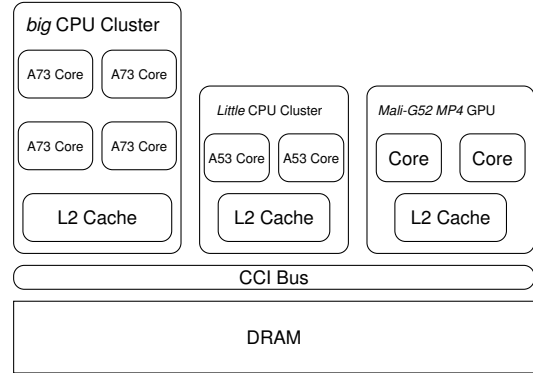 big CPU Cluster
A73 Core A73 Core
A73 Core A73 Core
L2 Cache
Little CPU Cluster
A53 Core A53 Core
L2 Cache
Mali-G52 MP4 GPU
Core Core
L2 Cache
CCI Bus
DRAM